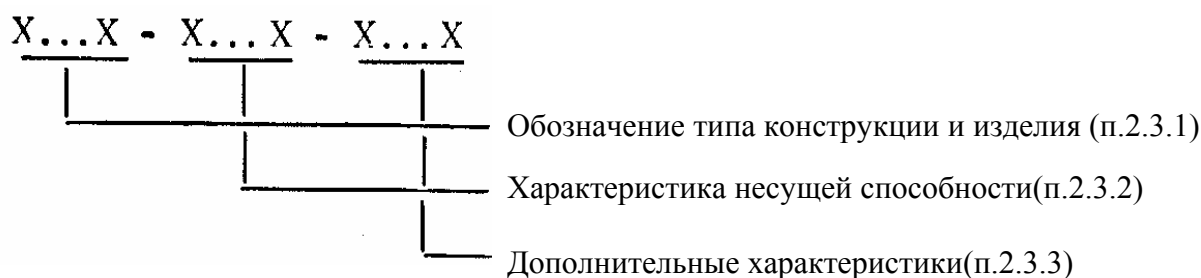 X...X - X...X - X...X
Обозначение типа конструкции и изделия (п.2.3.1)
Характеристика несущей способности(п.2.3.2)
Дополнительные характеристики(п.2.3.3)